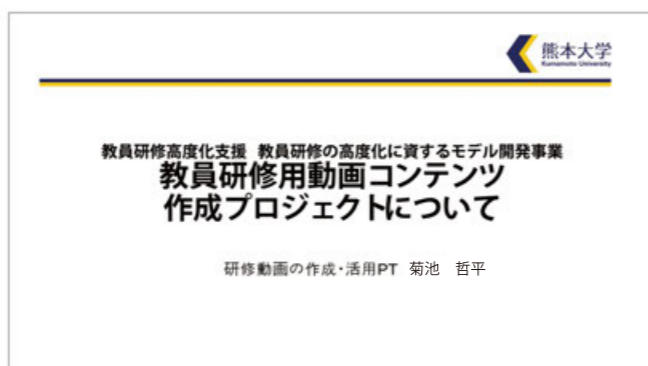 熊本大学
Kumamoto University
教員研修高度化支援 教員研修の高度化に資するモデル開発事業
教員研修用動画コンテンツ
作成プロジェクトについて
研修動画の作成・活用PT 菊池 哲平